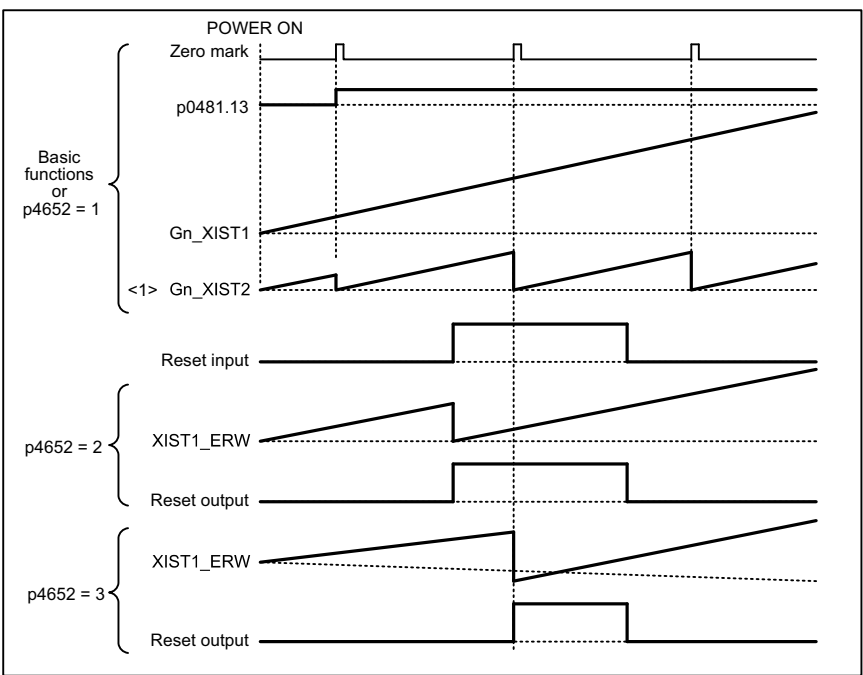 POWER ON
Zero mark
p0481.13
Basic
functions
or
p4652 = 1
Gn_XIST1
<1> Gn_XIST2
Reset input
p4652 = 2
XIST1_ERW
Reset output
XIST1_ERW
p4652 = 3
Reset output